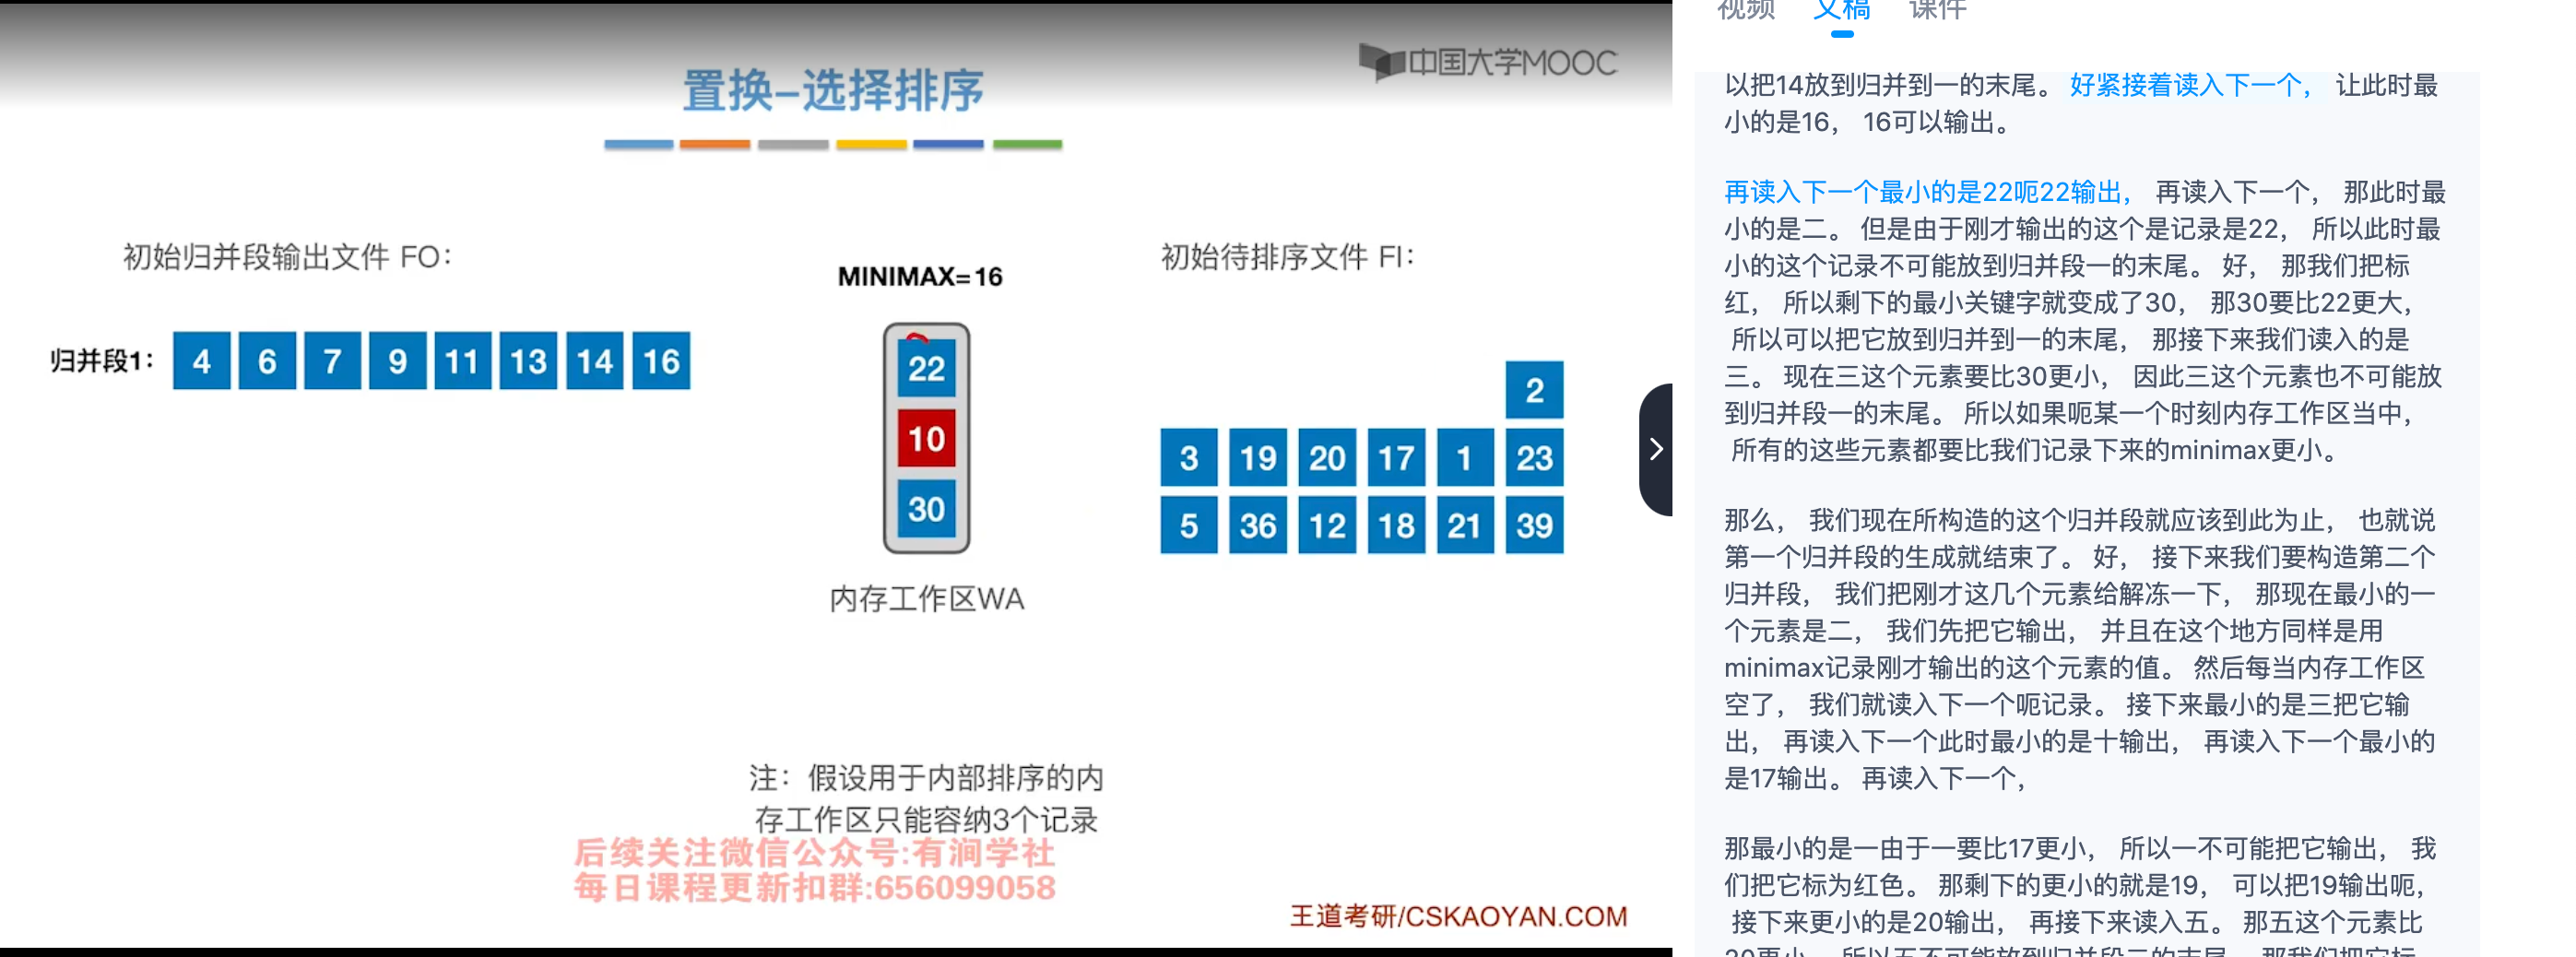 中国大学MOOC
置换–选择排序
初始归并段输出文件 FO：
MINIMAX=16
初始待排序文件 FI：
归并段1：
4 6 7 9 11 13 14 16
22
10
30
2
3 19 20 17 1 23
5 36 12 18 21 39
内存工作区WA
注：假设用于内部排序的内
存工作区只能容纳3个记录
后续关注微信公众号:有涧学社
每日课程更新扣群:656099058
王道考研/CSKAOYAN.COM
视频 文稿 课件
以把14放到归并到一的末尾。 好紧接着读入下一个， 让此时最
小的是16， 16可以输出。
再读入下一个最小的是22呃22输出， 再读入下一个， 那此时最
小的是二。 但是由于刚才输出的这个是记录是22， 所以此时最
小的这个记录不可能放到归并段一的末尾。 好， 那我们把标
红， 所以剩下的最小关键字就变成了30， 那30要比22更大，
所以可以把它放到归并到一的末尾， 那接下来我们读入的是
三。 现在三这个元素要比30更小， 因此三这个元素也不可能放
到归并段一的末尾。 所以如果呃某一个时刻内存工作区当中，
所有的这些元素都要比我们记录下来的minimax更小。
那么， 我们现在所构造的这个归并段就应该到此为止， 也就说
第一个归并段的生成就结束了。 好， 接下来我们要构造第二个
归并段， 我们把刚才这几个元素给解冻一下， 那现在最小的一
个元素是二， 我们先把它输出， 并且在这个地方同样是用
minimax记录刚才输出的这个元素的值。 然后每当内存工作区
空了， 我们就读入下一个呃记录。 接下来最小的是三把它输
出， 再读入下一个此时最小的是十输出， 再读入下一个最小的
是17输出。 再读入下一个，
那最小的是一由于一要比17更小， 所以一不可能把它输出， 我
们把它标为红色。 那剩下的更小的就是19， 可以把19输出呃，
接下来更小的是20输出， 再接下来读入五。 那五这个元素比
20更小， 所以五不可能放到归并段二的末尾。 那我们把它标